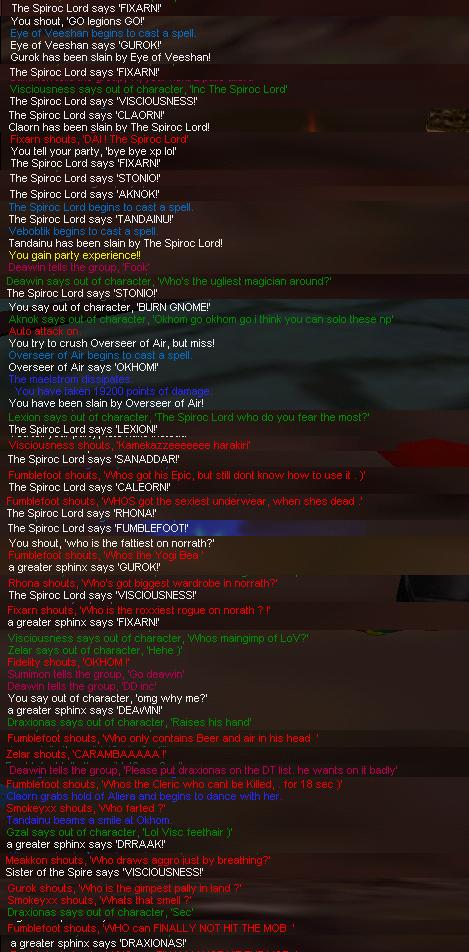 The Spiroc Lord says 'FIXARN!'
You shout, 'GO legions GO!'
Eye of Veeshan begins to cast a spell.
Eye of Veeshan says 'GUROK!'
Gurok has been slain by Eye of Veeshan!
The Spiroc Lord says 'FIXARN!'
Visciousness says out of character, 'Inc The Spiroc Lord'
The Spiroc Lord says 'VISCIOUSNESS!'
The Spiroc Lord says 'CLAORN!'
Claorn has been slain by The Spiroc Lord!
Fixarn shouts, 'DAH! The Spiroc Lord'
You tell your party, 'bye bye xp lol'
The Spiroc Lord says 'FIXARN!'
The Spiroc Lord says 'STONIO!'
The Spiroc Lord says 'AKNOK!'
The Spiroc Lord begins to cast a spell.
The Spiroc Lord says 'TANDAINU!'
Vebobtik begins to cast a spell.
Tandainu has been slain by The Spiroc Lord!
You gain party experience!!
Deawin tells the group, 'Fook'
Deawin says out of character, 'Who's the ugliest magician around?'
The Spiroc Lord says 'STONIO!'
You say out of character, 'BURN GNOME!'
Aknok says out of character, 'Okhom go okhom go i think you can solo these np'
Auto attack on.
You try to crush Overseer of Air, but miss!
Overseer of Air begins to cast a spell.
Overseer of Air says 'OKHOM!'
The maelstrom dissipates.
You have taken 19200 points of damage.
You have been slain by Overseer of Air!
Lexion says out of character, 'The Spiroc Lord who do you fear the most?'
The Spiroc Lord says 'LEXION!'
Visciousness shouts, 'Kamekazzeeeeeee harakiri'
The Spiroc Lord says 'SANADDAR!'
Fumblefoot shouts, 'Whos got his Epic, but still dont know how to use it . )'
The Spiroc Lord says 'CALEORN!'
Fumblefoot shouts, 'WHOS got the sexiest underwear, when shes dead .'
The Spiroc Lord says 'RHONA!'
The Spiroc Lord says 'FUMBLEFOOT!'
You shout, 'who is the fattiest on norrath?'
Fumblefoot shouts, 'Whos the Yogi Bea '
a greater sphinx says 'GUROK!'
Rhona shouts, 'Who's got biggest wardrobe in norrath?'
The Spiroc Lord says 'VISCIOUSNESS!'
Fixarn shouts, 'Who is the roxxiest rogue on norath ? !'
a greater sphinx says 'FIXARN!'
Visciousness says out of character, 'Whos maingimp of LoV?'
Zelar says out of character, 'Hehe )'
Fidelity shouts, 'OKHOM !'
Sumimon tells the group, 'Go deawin'
Deawin tells the group, 'DD inc'
You say out of character, 'omg why me?'
a greater sphinx says 'DEAWIN!'
Draxionas says out of character, 'Raises his hand'
Fumblefoot shouts, 'Who only contains Beer and air in his head '
Zelar shouts, 'CARAMBIAAAAA !'
Deawin tells the group, 'Please put draxionas on the DT list. he wants on it badly'
Fumblefoot shouts, 'Whos the Cleric who cant be Killed, . for 18 sec )'
Claorn grabs hold of Allera and begins to dance with her.
Smokeyxx shouts, 'Who farted ?'
Tandainu beams a smile at Okhom.
Gzal says out of character, 'Lol Visc feethair )'
a greater sphinx says 'DRRAAK!'
Meakkon shouts, 'Who draws aggro just by breathing?'
Sister of the Spire says 'VISCIOUSNESS!'
Gurok shouts, 'Who is the gimpest pally in land ?'
Smokeyxx shouts, 'Whats that smell ?'
Draxionas says out of character, 'Sec'
Fumblefoot shouts, 'WHO can FINALLY NOT HIT THE MOB '
a greater sphinx says 'DRAXIONAS!'